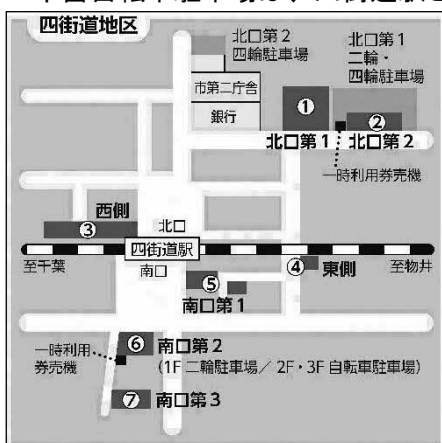 四街道地区
北口第2
四輪駐車場
北口第1
二輪・
四輪駐車場
市第二庁舎
銀行
①
②
北口第1
北口第2
一時利用券売機
西側
③
北口
四街道駅
至千葉
南口
④
東側
至物井
⑤
南口第1
一時利用
券売機
⑥
南口第2
(1F 二輪駐車場/ 2F・3F 自転車駐車場)
⑦
南口第3